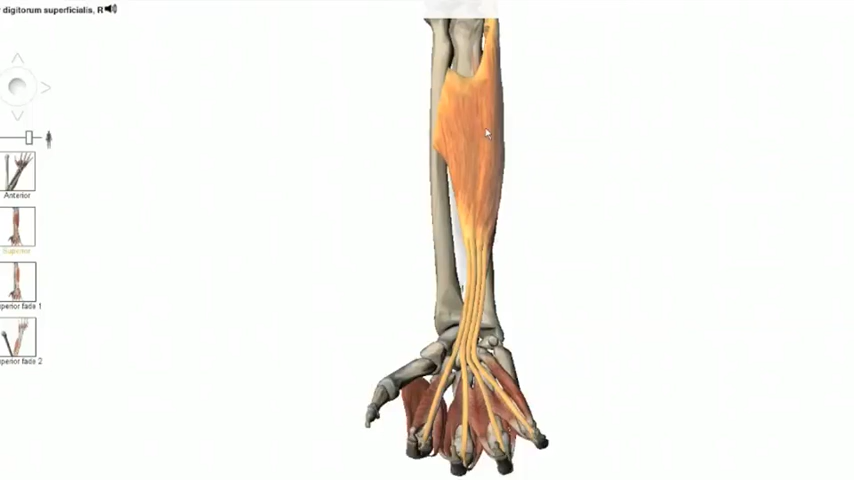 digitorum superficialis, R
Anterior
Superior
perior fade 1
perior fade 2